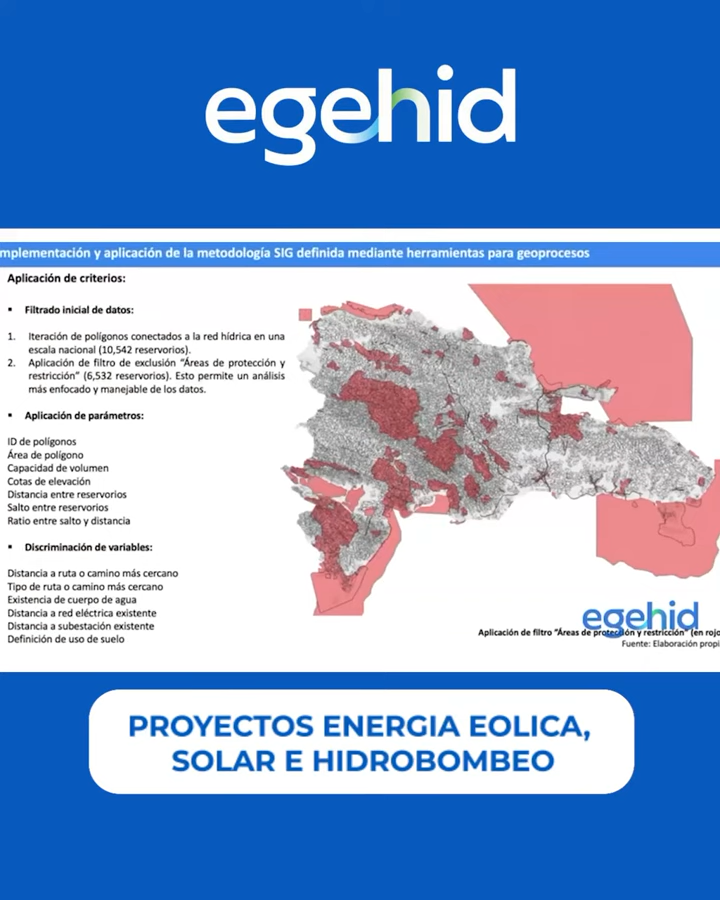 egehid
mplementación y aplicación de la metodología SIG definida mediante herramientas para geoprocesos
Aplicación de criterios:
▪ Filtrado inicial de datos:
1. Iteración de polígonos conectados a la red hídrica en una
escala nacional (10,542 reservorios).
2. Aplicación de filtro de exclusión “Áreas de protección y
restricción” (6,532 reservorios). Esto permite un análisis
más enfocado y manejable de los datos.
▪ Aplicación de parámetros:
ID de polígonos
Área de polígono
Capacidad de volumen
Cotas de elevación
Distancia entre reservorios
Salto entre reservorios
Ratio entre salto y distancia
▪ Discriminación de variables:
Distancia a ruta o camino más cercano
Tipo de ruta o camino más cercano
Existencia de cuerpo de agua
Distancia a red eléctrica existente
Distancia a subestación existente
Definición de uso de suelo
egehid
Aplicación de filtro “Áreas de protección y restricción” (en rojo
Fuente: Elaboración propi
PROYECTOS ENERGIA EOLICA,
SOLAR E HIDROBOMBEO